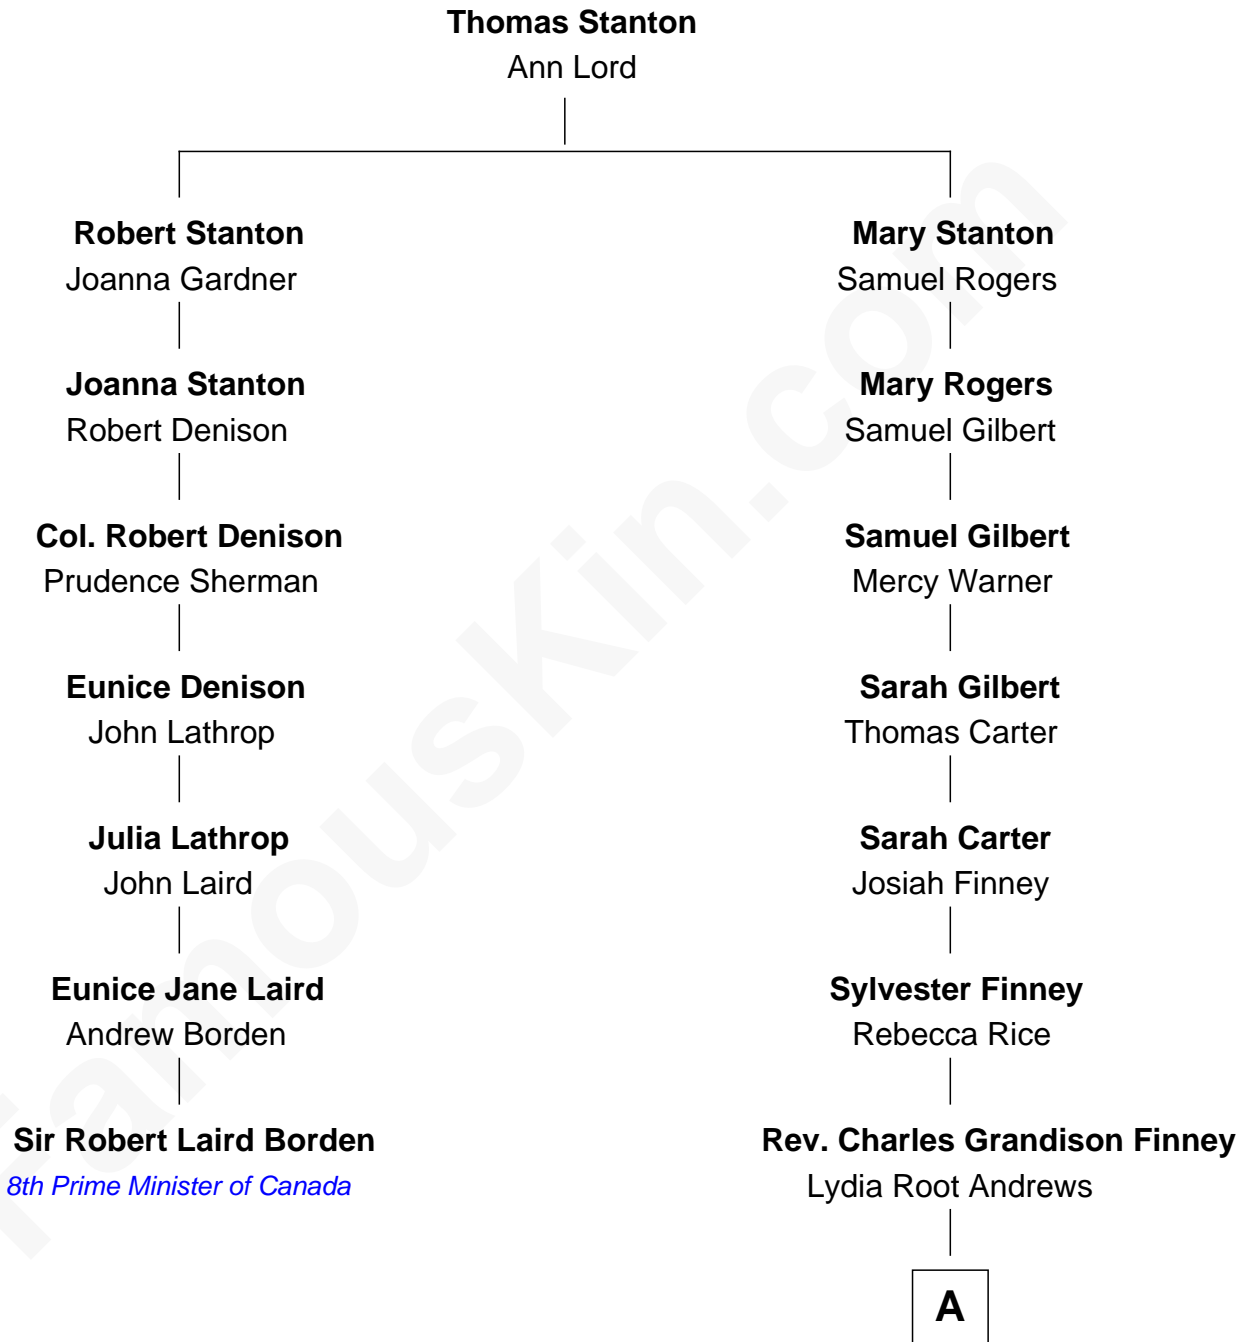 Thomas Stanton
Ann Lord
Robert Stanton
Joanna Gardner
Joanna Stanton
Robert Denison
Col. Robert Denison
Prudence Sherman
Eunice Denison
John Lathrop
Julia Lathrop
John Laird
Eunice Jane Laird
Andrew Borden
Sir Robert Laird Borden
8th Prime Minister of Canada
Mary Stanton
Samuel Rogers
Mary Rogers
Samuel Gilbert
Samuel Gilbert
Mercy Warner
Sarah Gilbert
Thomas Carter
Sarah Carter
Josiah Finney
Sylvester Finney
Rebecca Rice
Rev. Charles Grandison Finney
Lydia Root Andrews
A
FamousKin.com